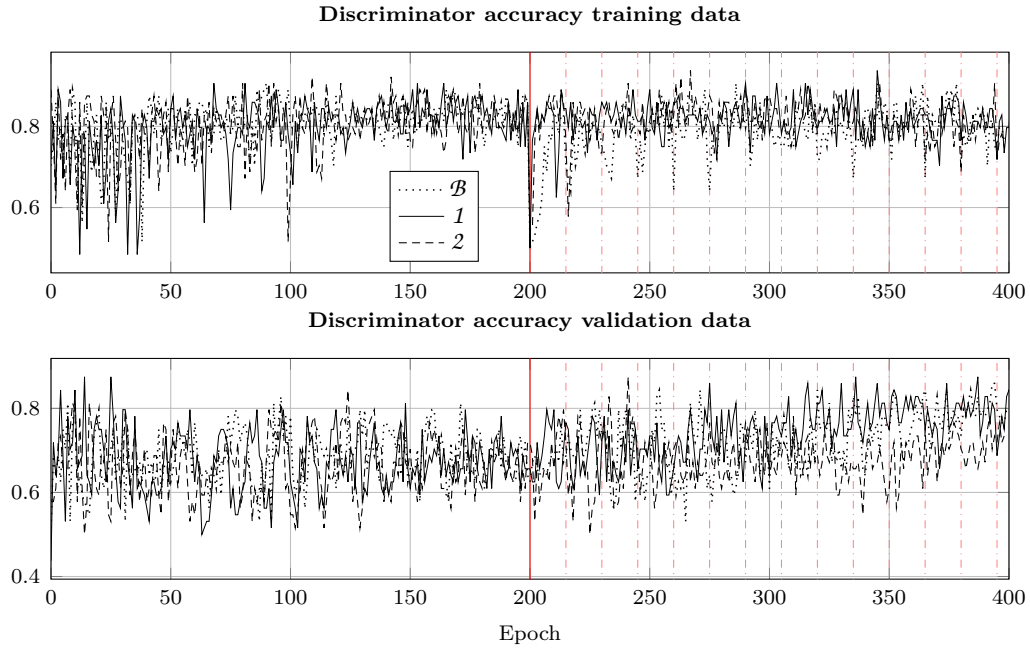 Discriminator accuracy training data
0.8
0.6
ℬ
1
2
0 50 100 150 200 250 300 350 400
Discriminator accuracy validation data
0.8
0.6
0.4
0 50 100 150 200 250 300 350 400
Epoch